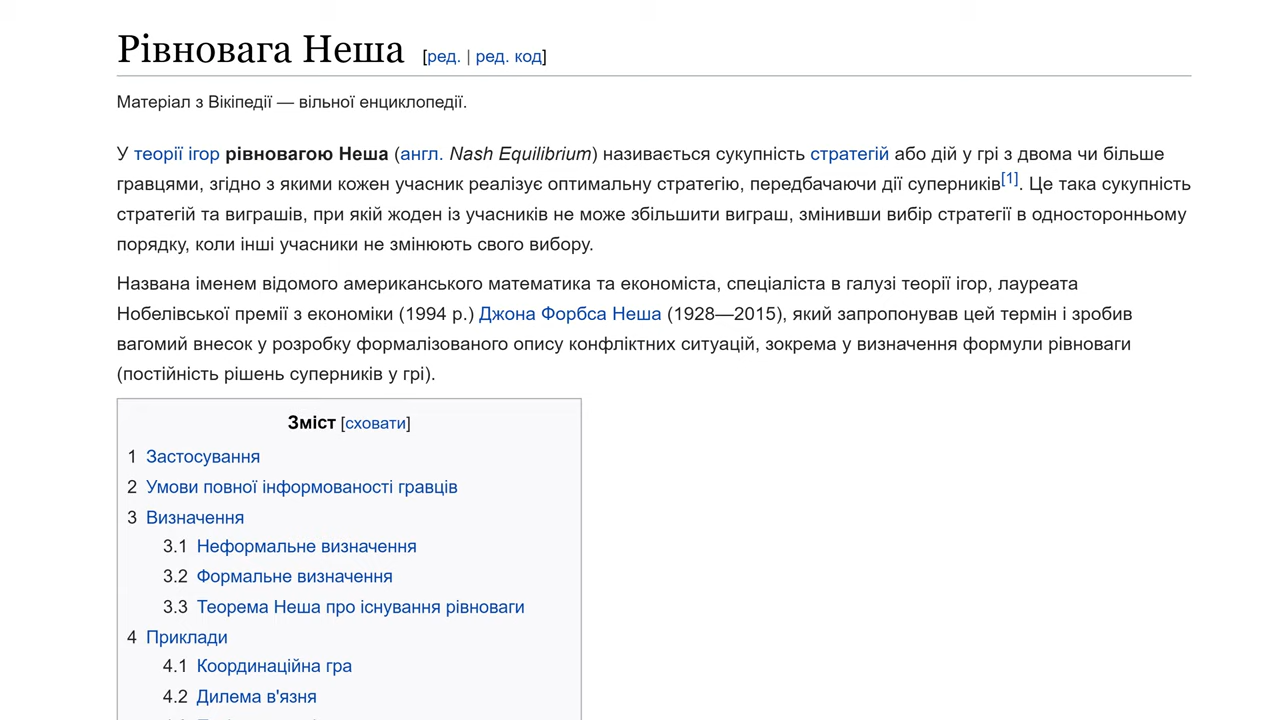 Рівновага Неша [ред. | ред. код]
Матеріал з Вікіпедії — вільної енциклопедії.
У теорії ігор рівновагою Неша (англ. Nash Equilibrium) називається сукупність стратегій або дій у грі з двома чи більше
гравцями, згідно з якими кожен учасник реалізує оптимальну стратегію, передбачаючи дії суперників[1]. Це така сукупність
стратегій та виграшів, при якій жоден із учасників не може збільшити виграш, змінивши вибір стратегії в односторонньому
порядку, коли інші учасники не змінюють свого вибору.
Названа іменем відомого американського математика та економіста, спеціаліста в галузі теорії ігор, лауреата
Нобелівської премії з економіки (1994 р.) Джона Форбса Неша (1928—2015), який запропонував цей термін і зробив
вагомий внесок у розробку формалізованого опису конфліктних ситуацій, зокрема у визначення формули рівноваги
(постійність рішень суперників у грі).
Зміст [сховати]
1 Застосування
2 Умови повної інформованості гравців
3 Визначення
3.1 Неформальне визначення
3.2 Формальне визначення
3.3 Теорема Неша про існування рівноваги
4 Приклади
4.1 Координаційна гра
4.2 Дилема в'язня